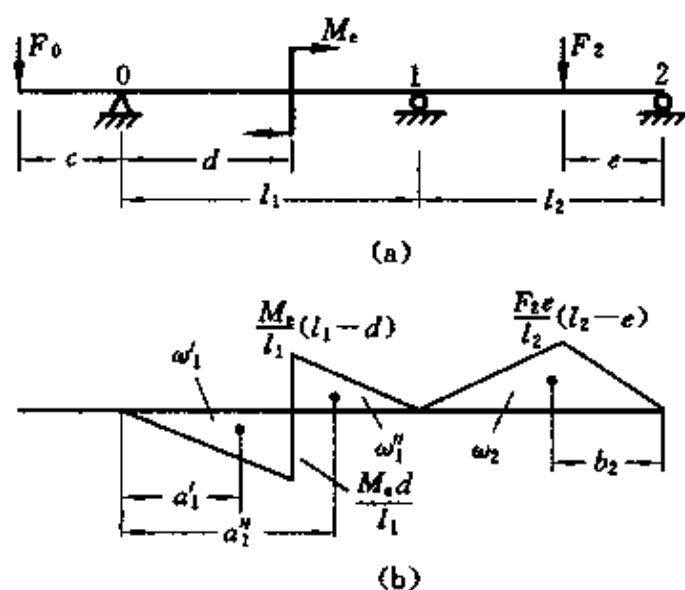 F₀
Mₑ
F₂
0
1
2
c
d
e
l₁
l₂
(a)
Mₑ/l₁ (l₁-d)
F₂e/l₂ (l₂-e)
ω'₁
ω''₁
ω₂
b₂
a'₁
Mₑd/l₁
a''₁
(b)